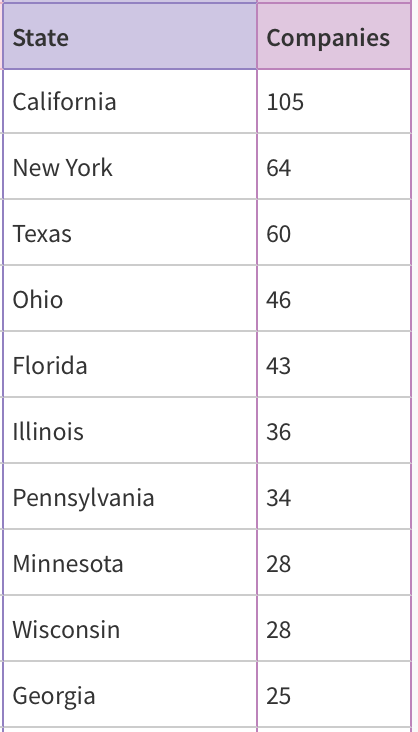 State Companies
California 105
New York 64
Texas 60
Ohio 46
Florida 43
Illinois 36
Pennsylvania 34
Minnesota 28
Wisconsin 28
Georgia 25